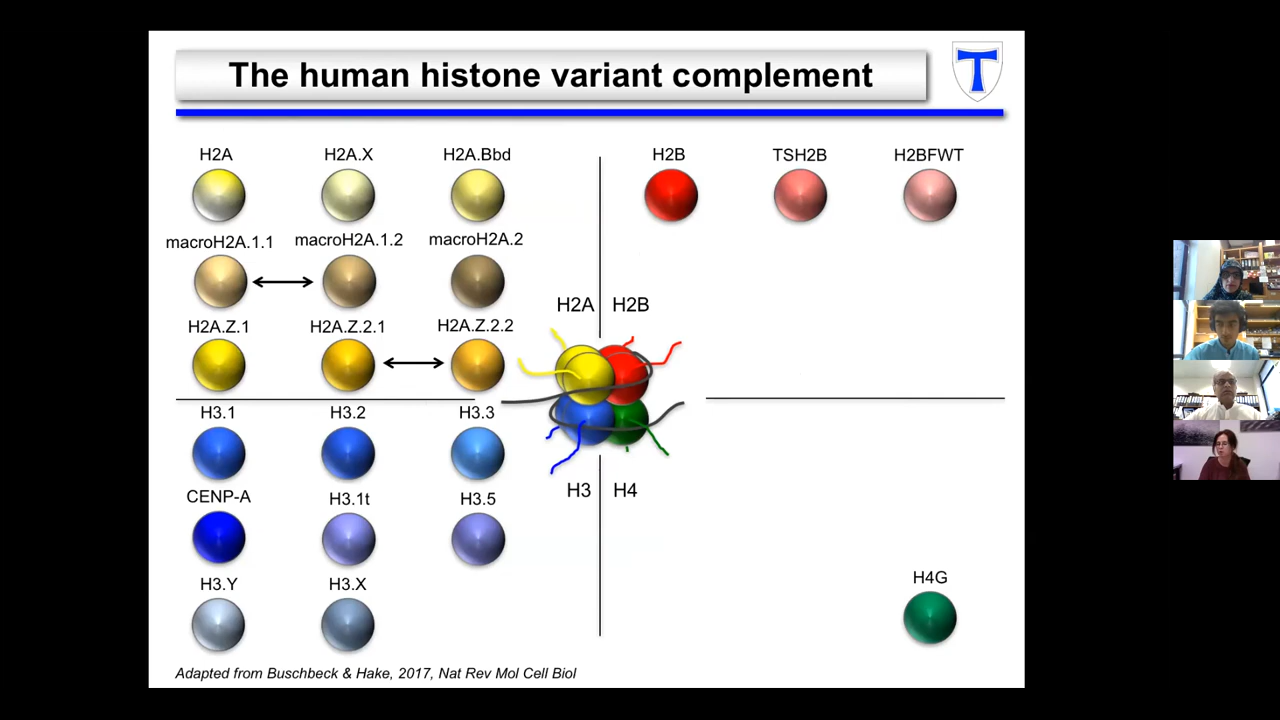 The human histone variant complement
T
H2A H2A.X H2A.Bbd H2B TSH2B H2BFWT
macroH2A.1.1 macroH2A.1.2 macroH2A.2
H2A H2B
H2A.Z.1 H2A.Z.2.1 H2A.Z.2.2
H3.1 H3.2 H3.3
CENP-A H3.1t H3.5
H3 H4
H3.Y H3.X H4G
Adapted from Buschbeck & Hake, 2017, Nat Rev Mol Cell Biol